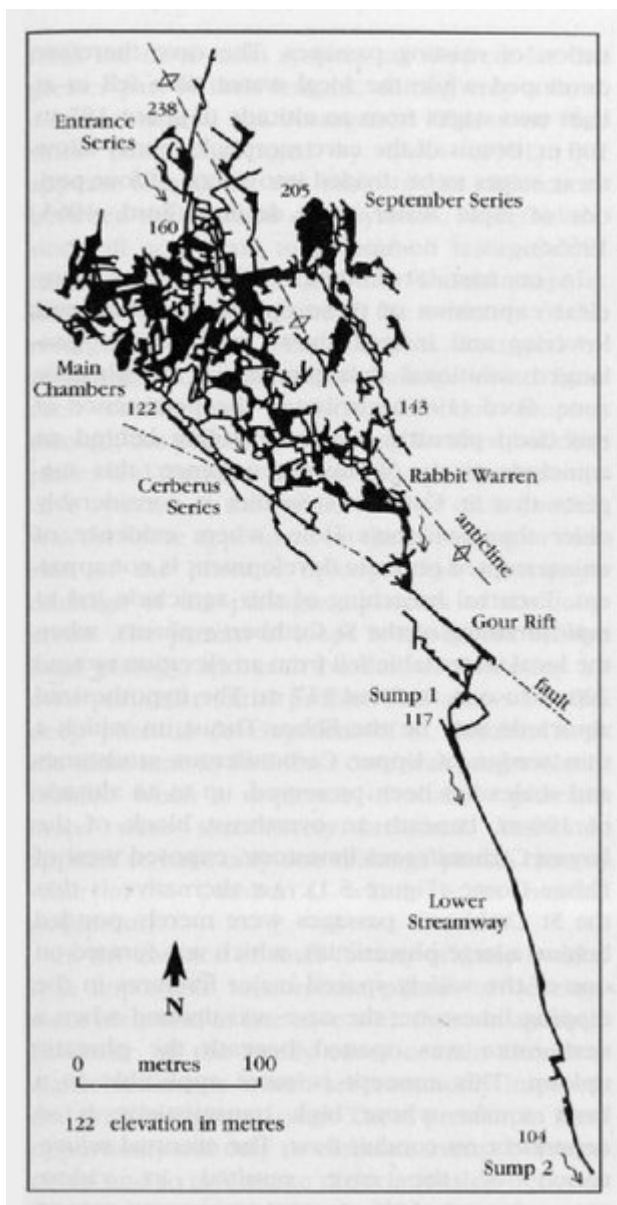 238
Entrance
Series
205
September Series
160
Main
Chambers
122
143
Cerberus
Series
Rabbit Warren
anticline
Gour Rift
fault
Sump 1
117
Lower
Streamway
N
0 metres 100
122 elevation in metres
104
Sump 2